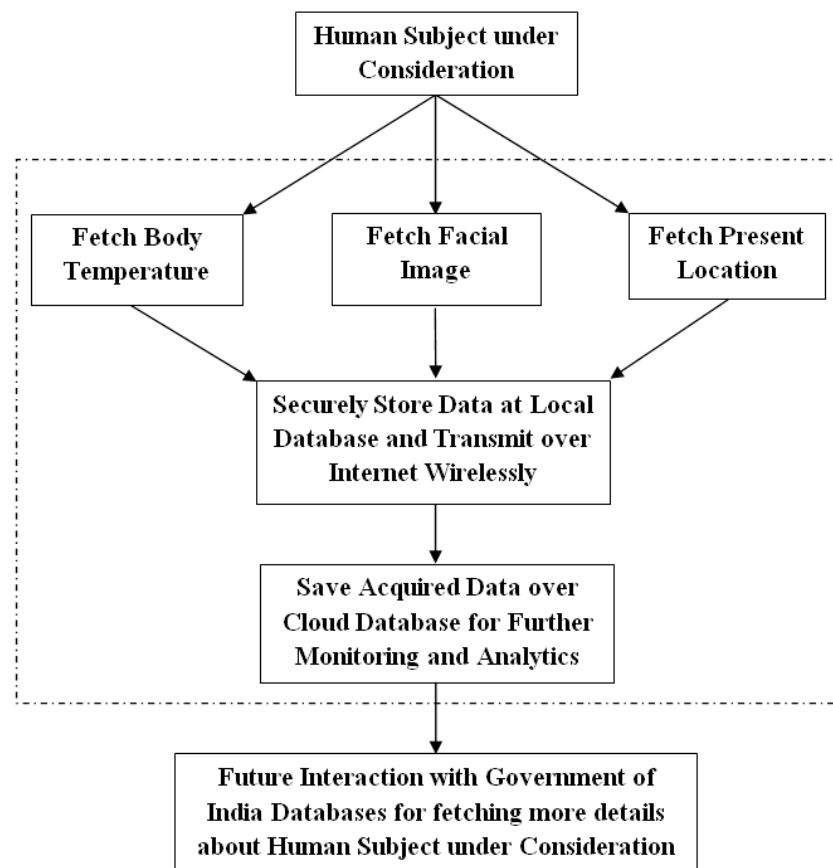 Human Subject under
Consideration
Fetch Body
Temperature
Fetch Facial
Image
Fetch Present
Location
Securely Store Data at Local
Database and Transmit over
Internet Wirelessly
Save Acquired Data over
Cloud Database for Further
Monitoring and Analytics
Future Interaction with Government of
India Databases for fetching more details
about Human Subject under Consideration